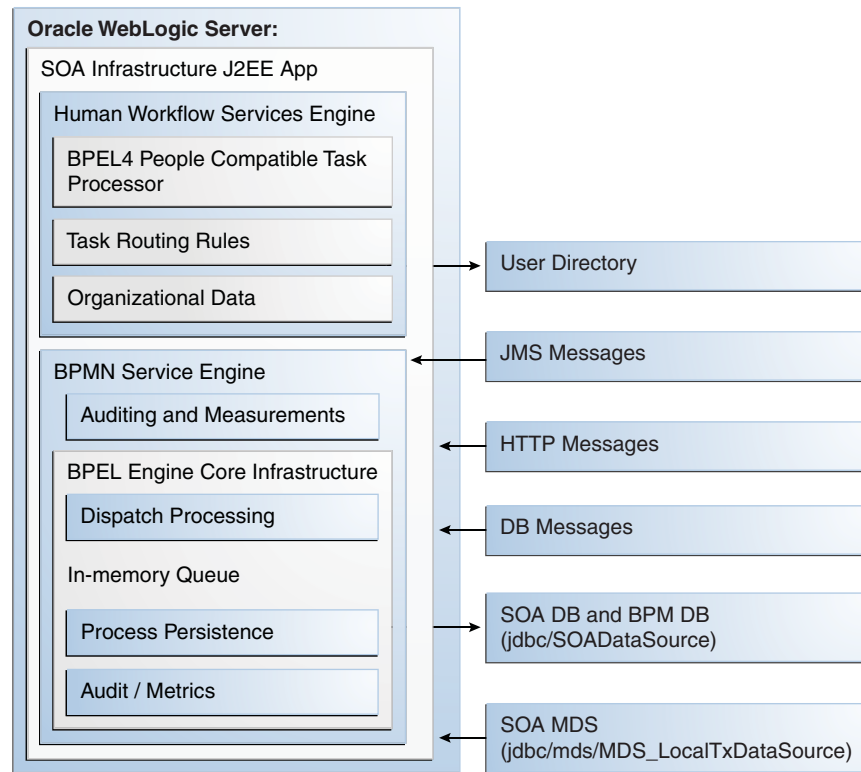 Oracle WebLogic Server:
SOA Infrastructure J2EE App
Human Workflow Services Engine
BPEL4 People Compatible Task
Processor
Task Routing Rules
Organizational Data
BPMN Service Engine
Auditing and Measurements
BPEL Engine Core Infrastructure
Dispatch Processing
In-memory Queue
Process Persistence
Audit / Metrics
User Directory
JMS Messages
HTTP Messages
DB Messages
SOA DB and BPM DB
(jdbc/SOADataSource)
SOA MDS
(jdbc/mds/MDS_LocalTxDataSource)